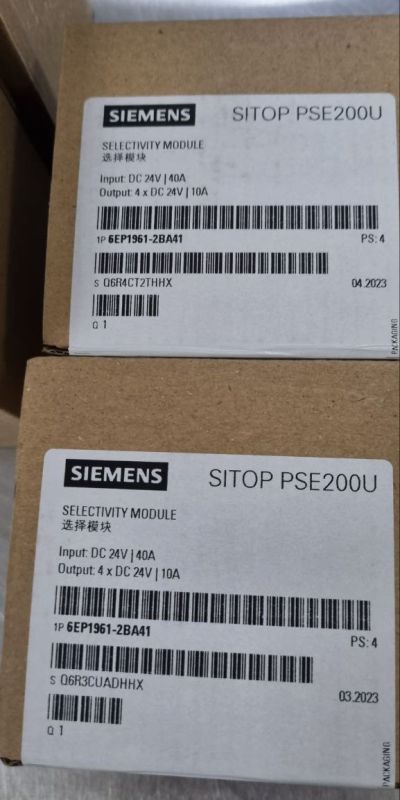 SIEMENS SITOP PSE200U
SELECTIVITY MODULE
选择模块
Input: DC 24V | 40A
Output: 4 x DC 24V | 10A
1P 6EP1961-2BA41 PS: 4
S Q6R4CT2THHX 04.2023
Q 1
PACKAGING
SIEMENS SITOP PSE200U
SELECTIVITY MODULE
选择模块
Input: DC 24V | 40A
Output: 4 x DC 24V | 10A
1P 6EP1961-2BA41 PS: 4
S Q6R3CUADHHX 03.2023
Q 1
PACKAGING